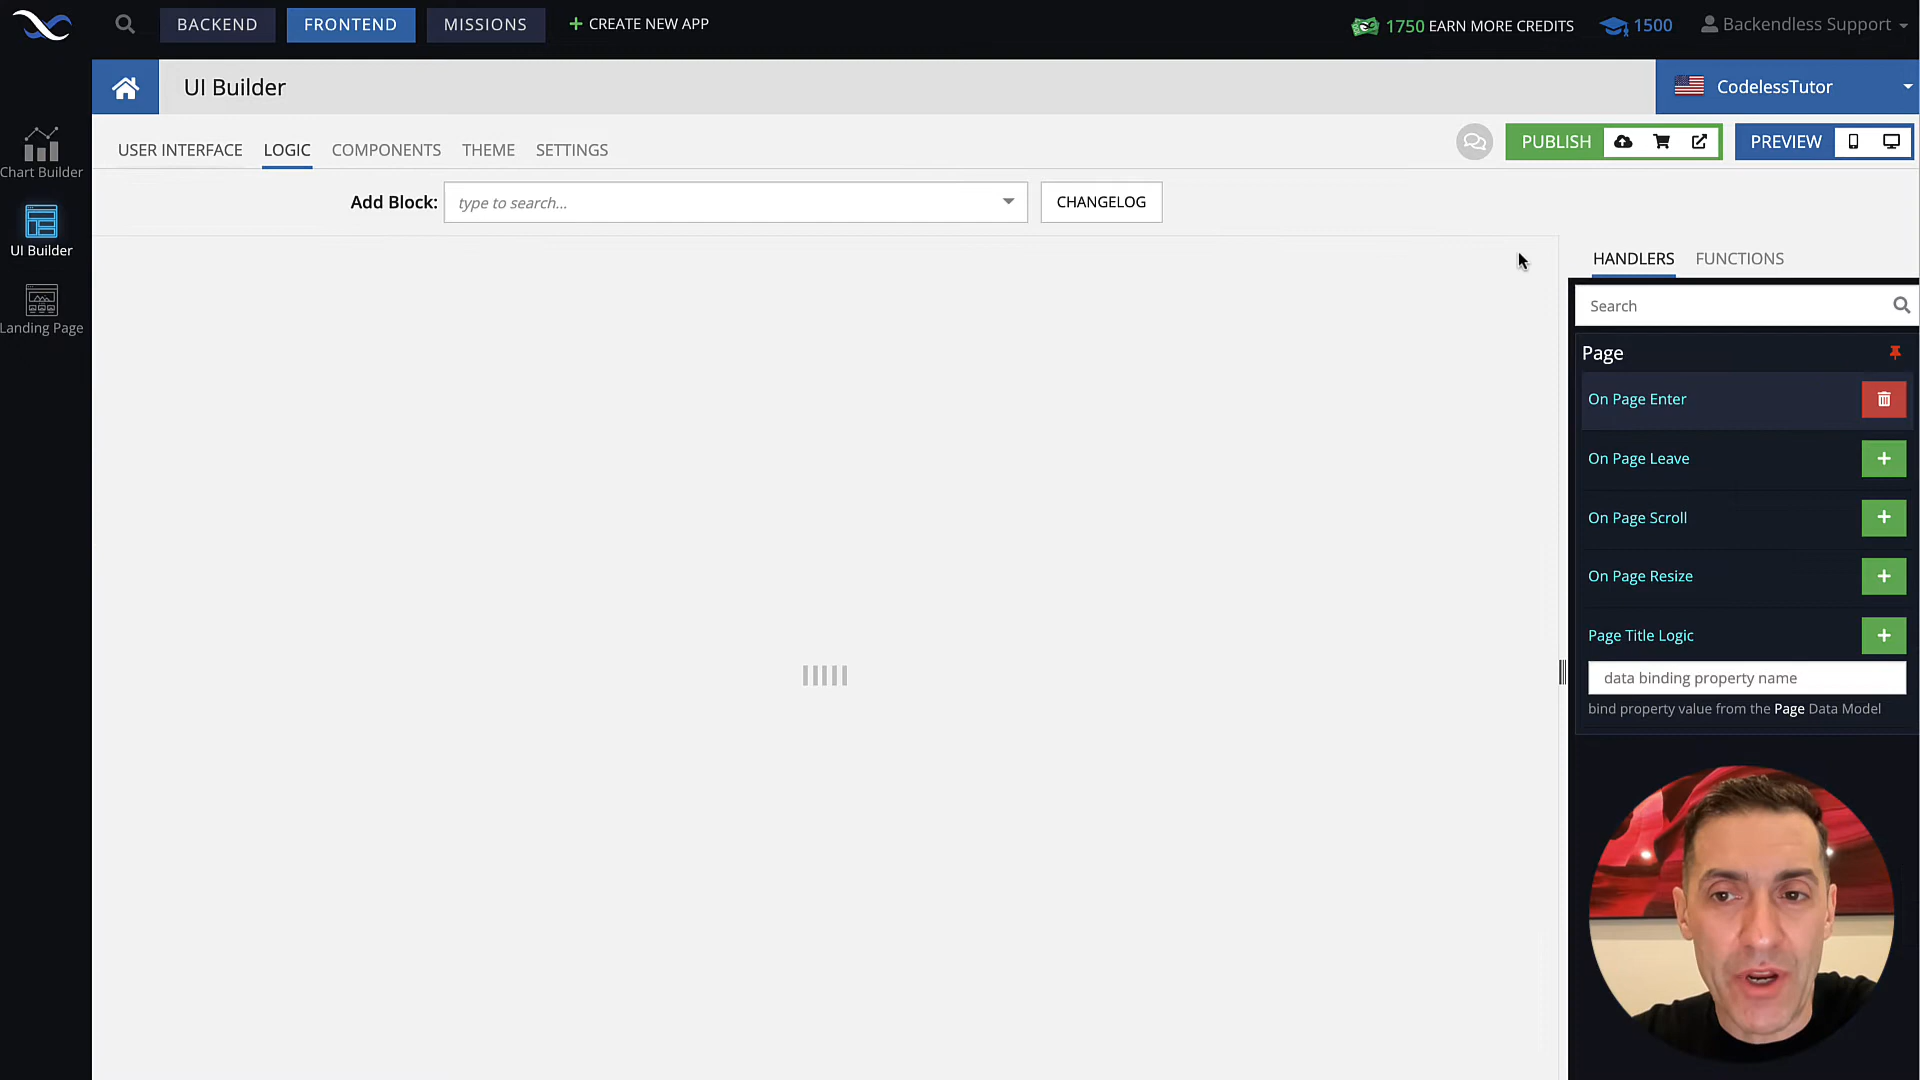 BACKEND
FRONTEND
MISSIONS
+ CREATE NEW APP
1750 EARN MORE CREDITS
1500
Backendless Support
UI Builder
CodelessTutor
Chart Builder
UI Builder
Landing Page
USER INTERFACE
LOGIC
COMPONENTS
THEME
SETTINGS
PUBLISH
PREVIEW
Add Block:
type to search...
CHANGELOG
HANDLERS
FUNCTIONS
Search
Page
On Page Enter
On Page Leave
On Page Scroll
On Page Resize
Page Title Logic
data binding property name
bind property value from the Page Data Model